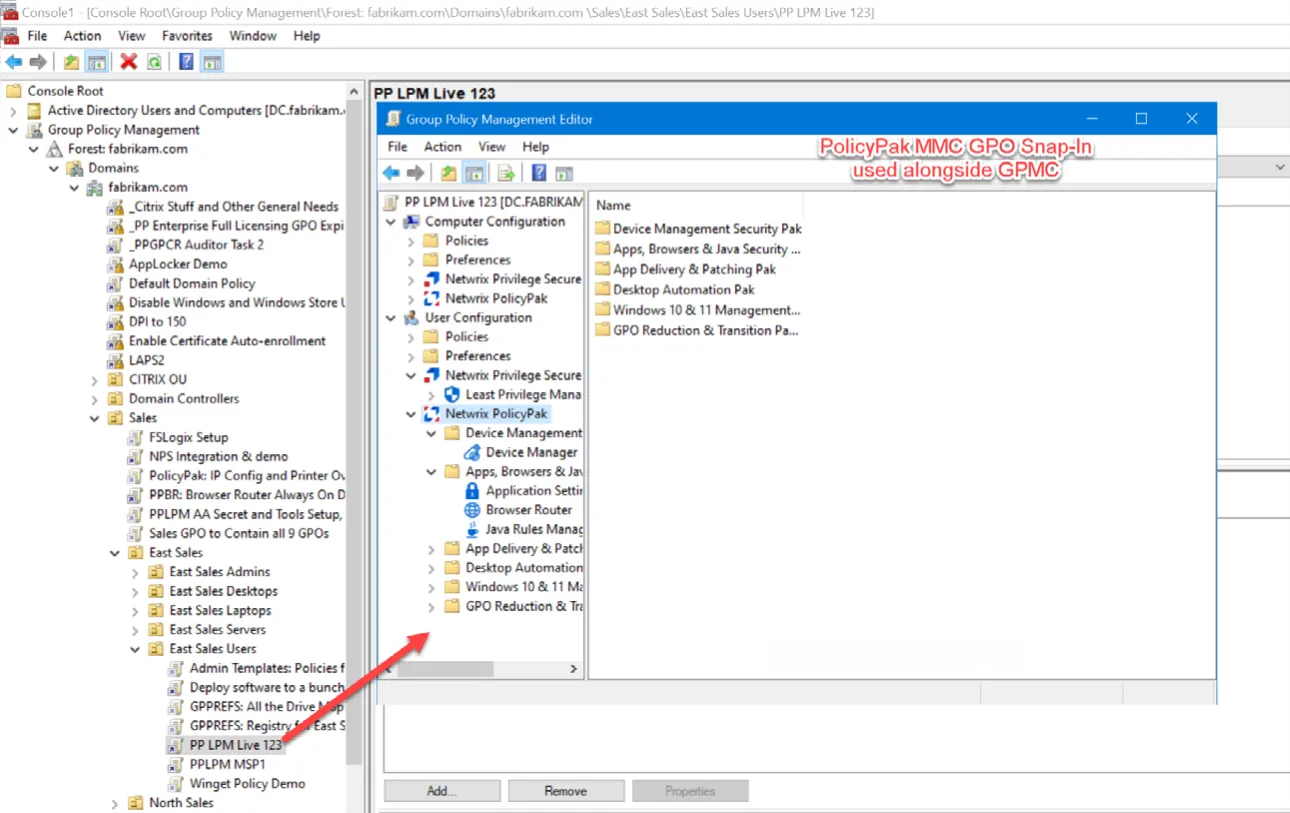 Console1 - [Console Root\Group Policy Management\Forest: fabrikam.com\Domains\fabrikam.com \Sales\East Sales\East Sales Users\PP LPM Live 123]
File Action View Favorites Window Help
Console Root
Active Directory Users and Computers [DC.fabrikam.
Group Policy Management
Forest: fabrikam.com
Domains
fabrikam.com
_Citrix Stuff and Other General Needs
_PP Enterprise Full Licensing GPO Expi
_PPGPCR Auditor Task 2
AppLocker Demo
Default Domain Policy
Disable Windows and Windows Store U
DPI to 150
Enable Certificate Auto-enrollment
LAPS2
CITRIX OU
Domain Controllers
Sales
FSLogix Setup
NPS Integration & demo
PolicyPak: IP Config and Printer Ov
PPBR: Browser Router Always On D
PPLPM AA Secret and Tools Setup,
Sales GPO to Contain all 9 GPOs
East Sales
East Sales Admins
East Sales Desktops
East Sales Laptops
East Sales Servers
East Sales Users
Admin Templates: Policies f
Deploy software to a bunch
GPPREFS: All the Drive Map
GPPREFS: Registry for East S
PP LPM Live 123
PPLPM MSP1
Winget Policy Demo
North Sales
PP LPM Live 123
Group Policy Management Editor
File Action View Help
PolicyPak MMC GPO Snap-In
used alongside GPMC
PP LPM Live 123 [DC.FABRIKAM
Computer Configuration
Policies
Preferences
Netwrix Privilege Secure
Netwrix PolicyPak
User Configuration
Policies
Preferences
Netwrix Privilege Secure
Least Privilege Mana
Netwrix PolicyPak
Device Management
Device Manager
Apps, Browsers & Jav
Application Settin
Browser Router
Java Rules Manag
App Delivery & Patch
Desktop Automation
Windows 10 & 11 Ma
GPO Reduction & Tra
Name
Device Management Security Pak
Apps, Browsers & Java Security ...
App Delivery & Patching Pak
Desktop Automation Pak
Windows 10 & 11 Management...
GPO Reduction & Transition Pa...
Add... Remove Properties